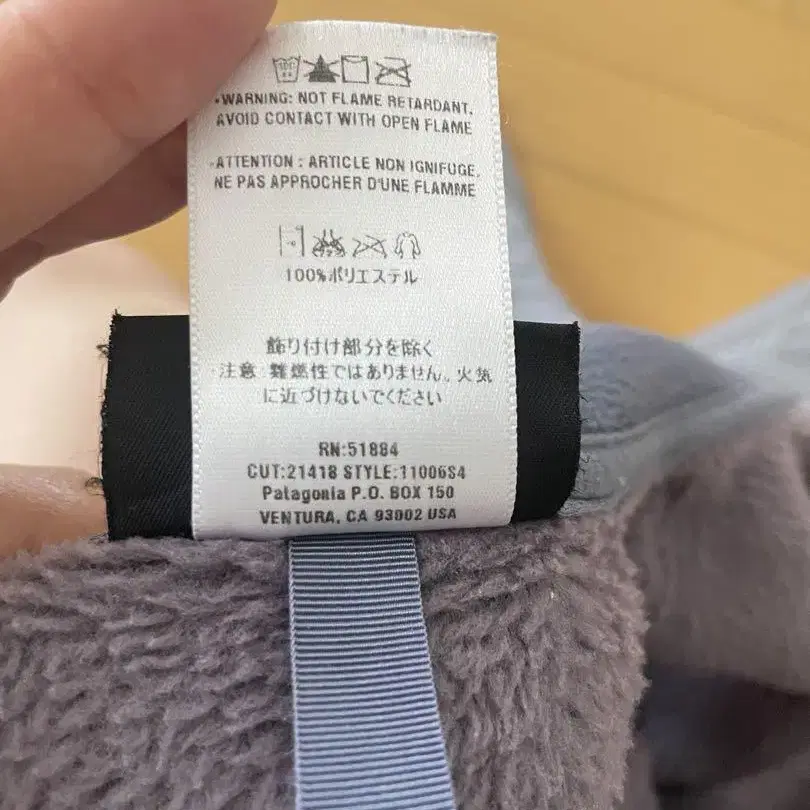 •WARNING: NOT FLAME RETARDANT.
AVOID CONTACT WITH OPEN FLAME
•ATTENTION : ARTICLE NON IGNIFUGE.
NE PAS APPROCHER D'UNE FLAMME
100%ポリエステル
飾り付け部分を除く
・注意:難燃性ではありません。火気
に近づけないでください
RN:51884
CUT:21418 STYLE:11006S4
Patagonia P.O. BOX 150
VENTURA, CA 93002 USA